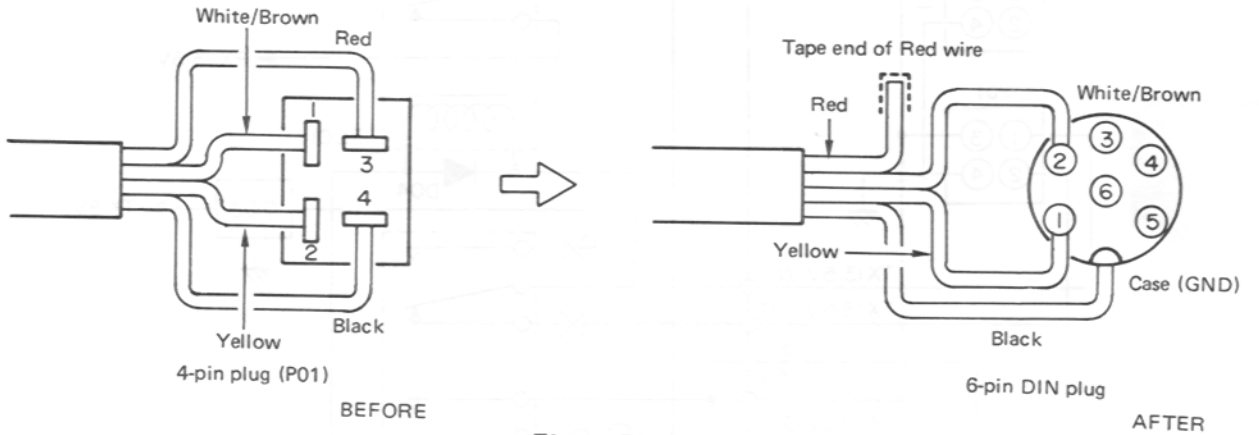 White/Brown
Red
1
3
4
2
Yellow
Black
4-pin plug (P01)
BEFORE
Tape end of Red wire
Red
White/Brown
3
2
4
6
1
5
Yellow
Case (GND)
Black
6-pin DIN plug
AFTER